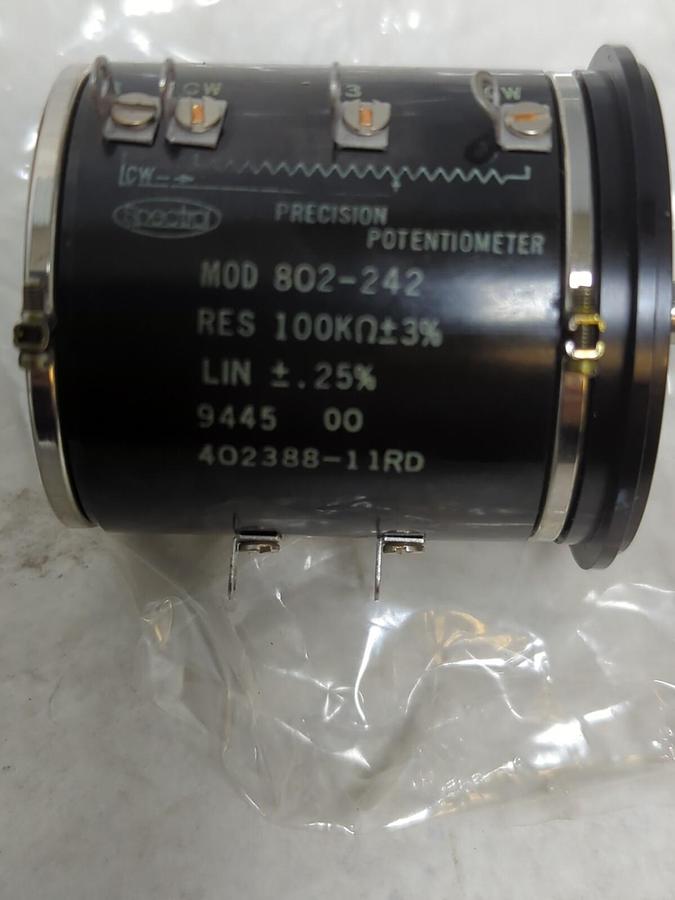 CW 3 CW
CW
Spectrol PRECISION
POTENTIOMETER
MOD 802-242
RES 100KΩ±3%
LIN ±.25%
9445 00
402388-11RD